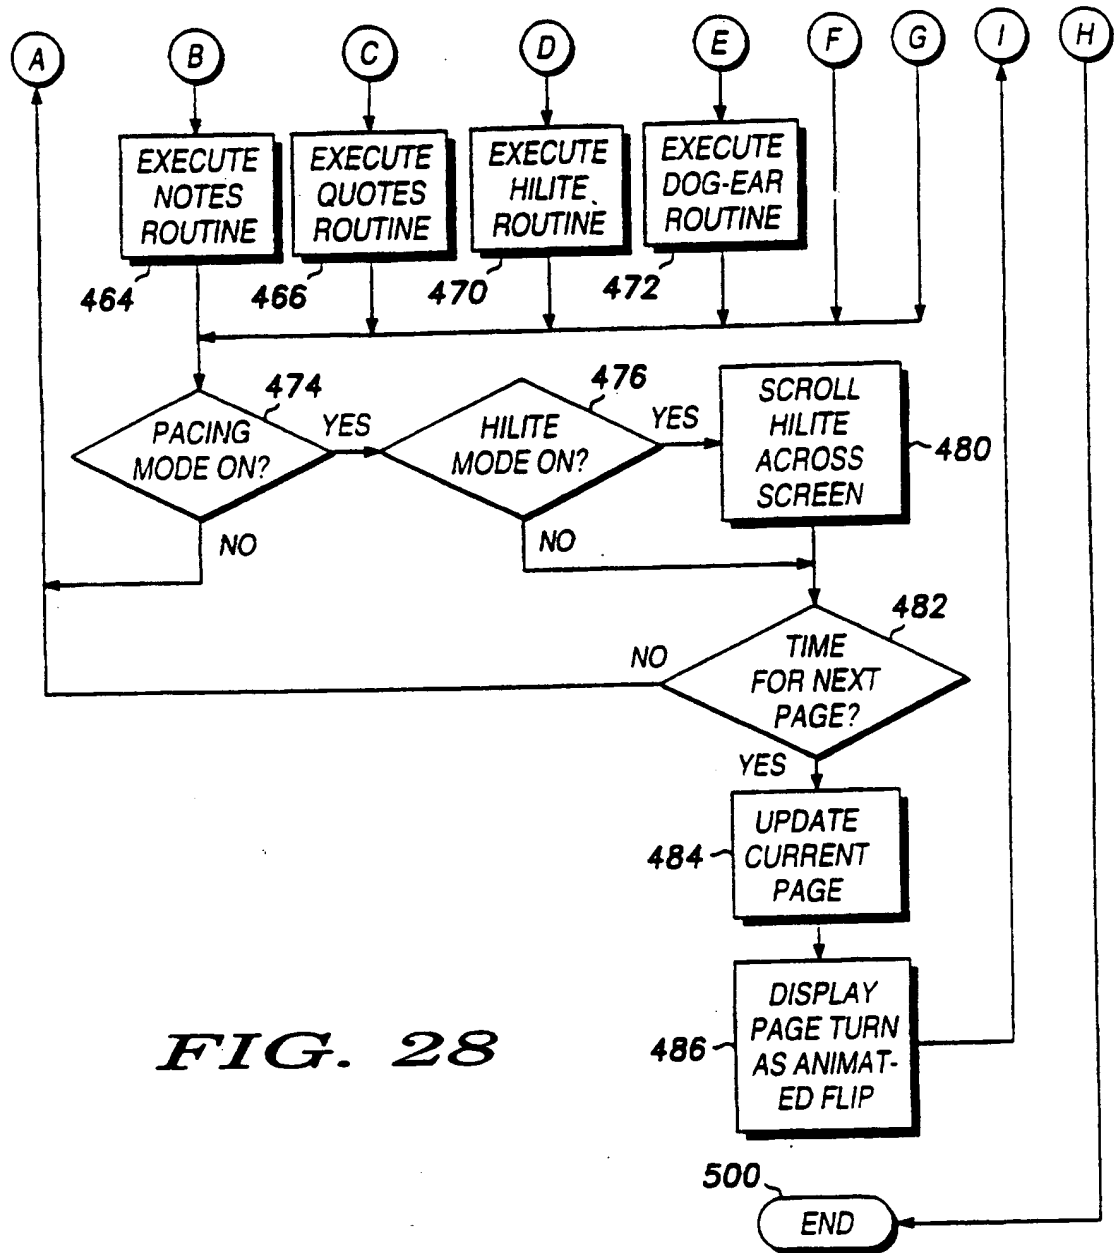 A
B
C
D
E
F
G
I
H
EXECUTE
NOTES
ROUTINE
464
EXECUTE
QUOTES
ROUTINE
466
EXECUTE
HILITE
ROUTINE
470
EXECUTE
DOG-EAR
ROUTINE
472
PACING
MODE ON?
474
YES
NO
HILITE
MODE ON?
476
YES
NO
SCROLL
HILITE
ACROSS
SCREEN
480
TIME
FOR NEXT
PAGE?
482
NO
YES
UPDATE
CURRENT
PAGE
484
DISPLAY
PAGE TURN
AS ANIMAT-
ED FLIP
486
FIG. 28
500
END